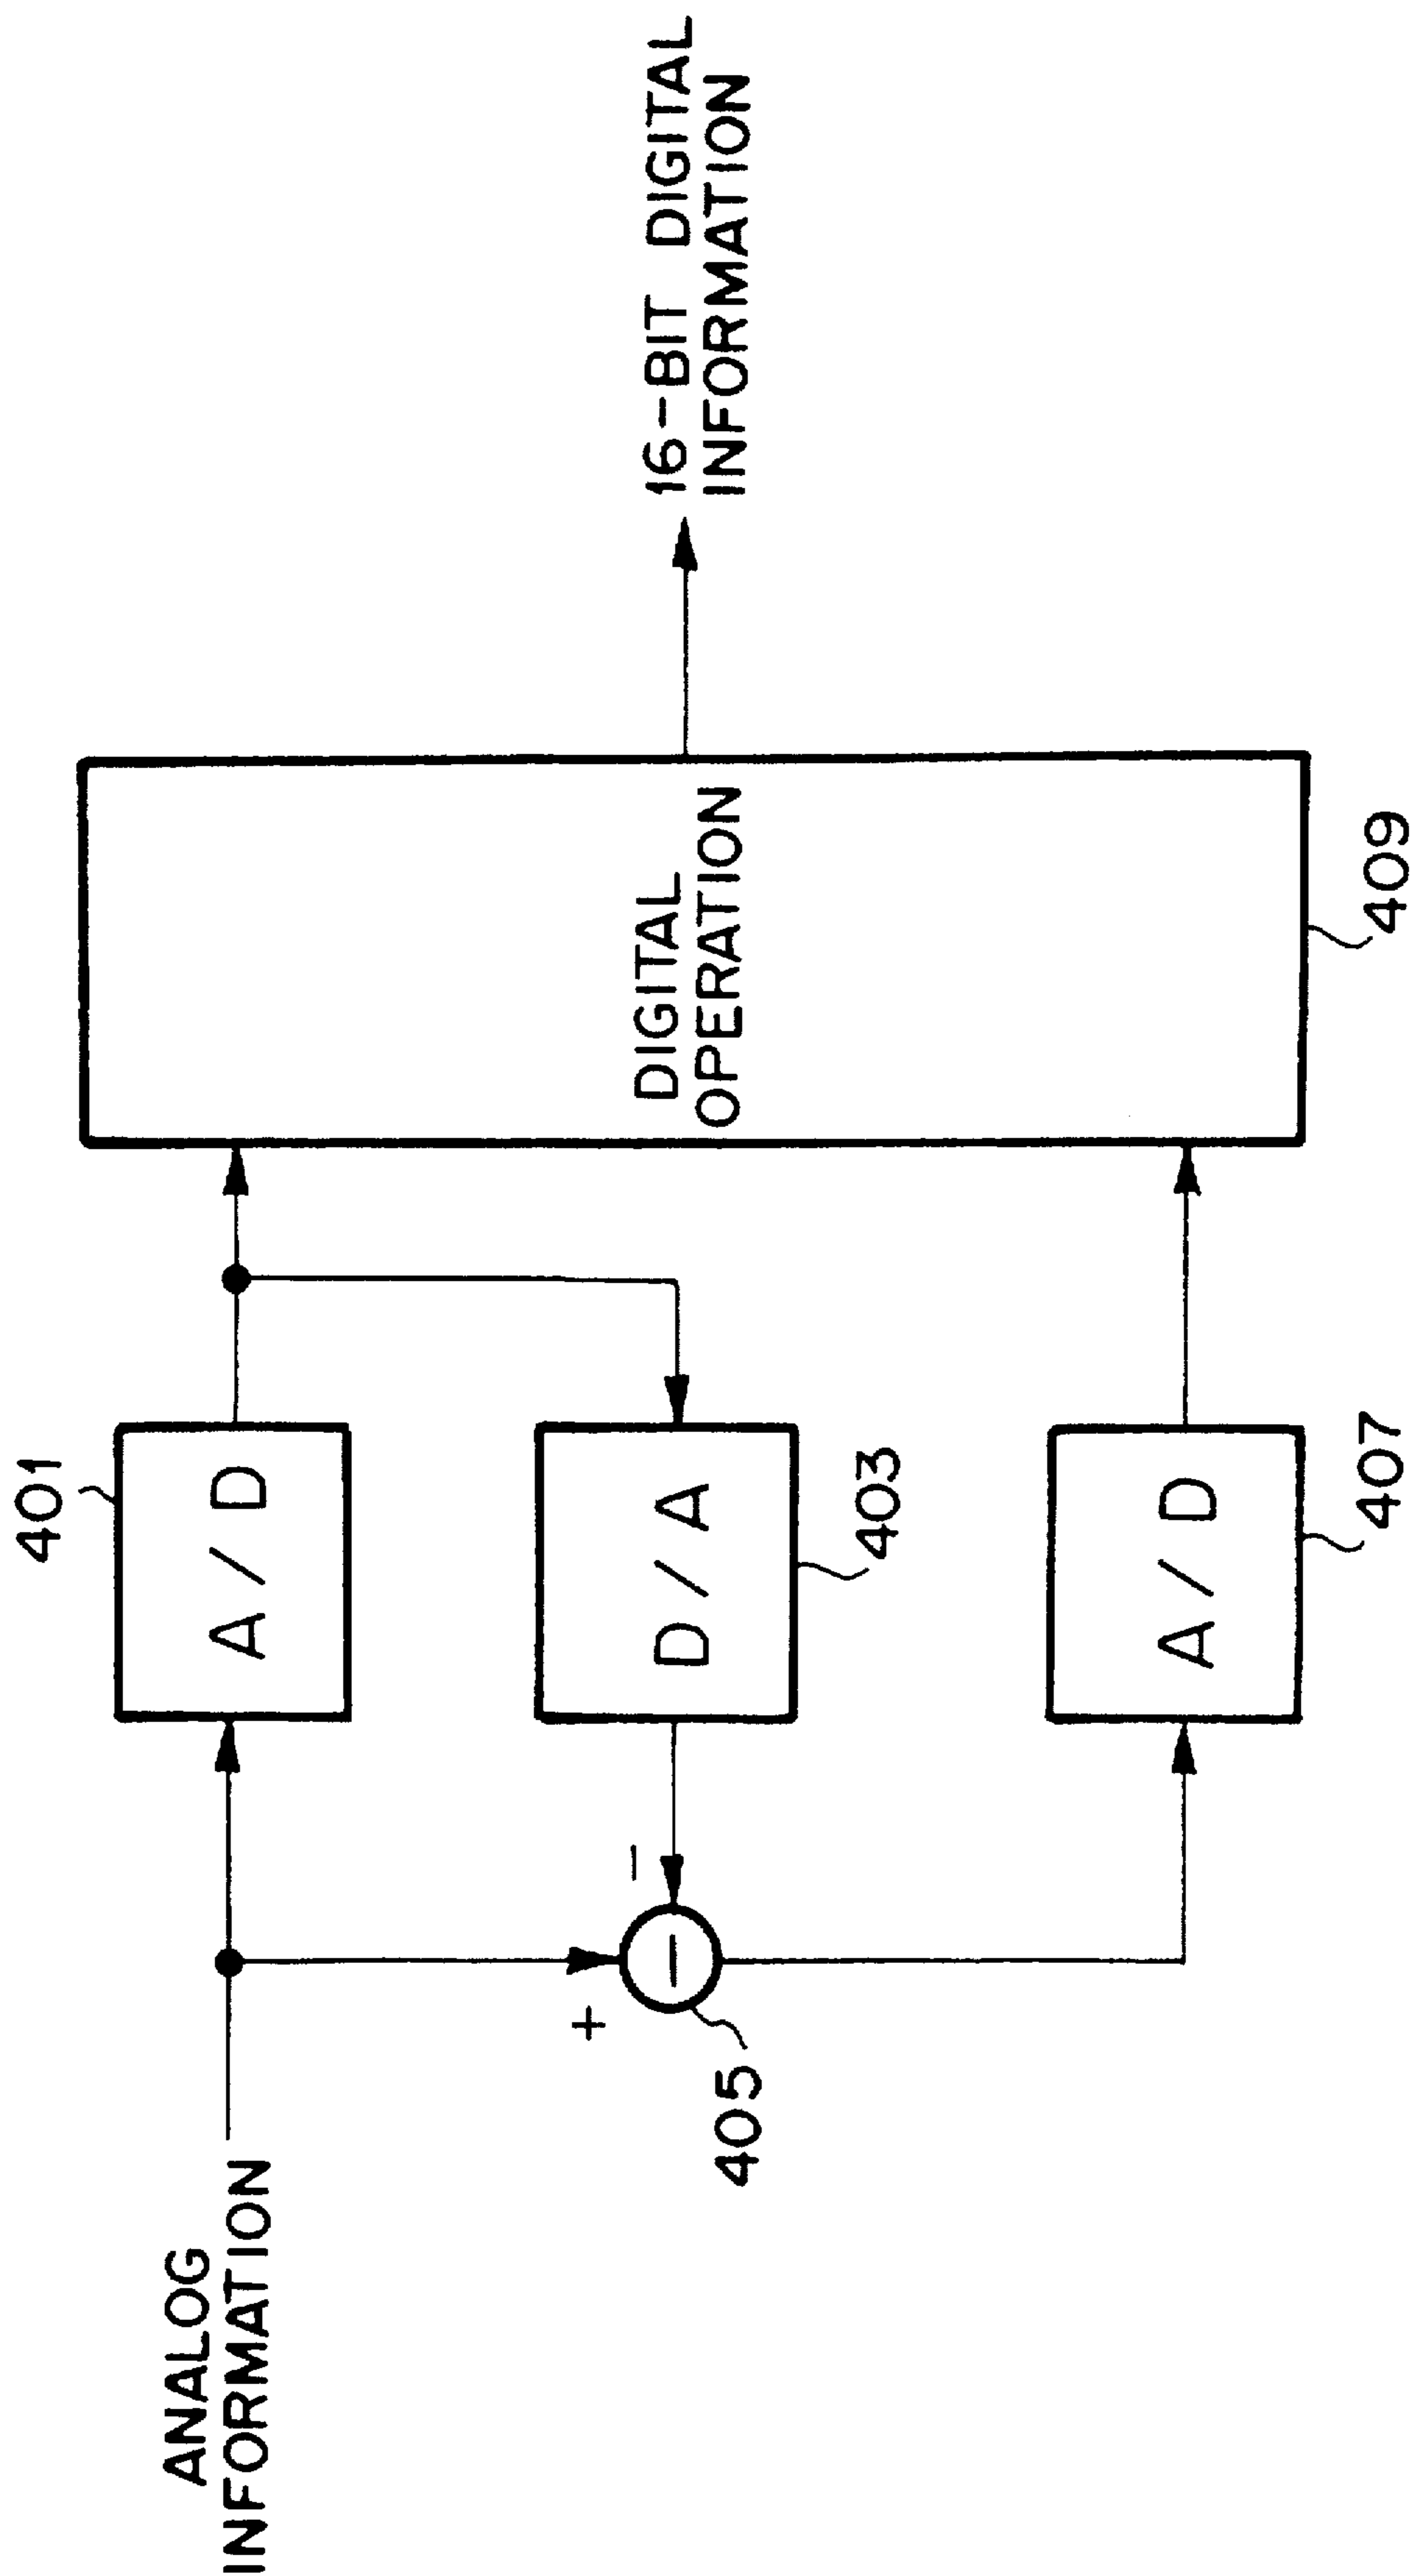 ANALOG
INFORMATION
401
A / D
+
−
−
405
D / A
403
A / D
407
DIGITAL
OPERATION
409
16-BIT DIGITAL
INFORMATION